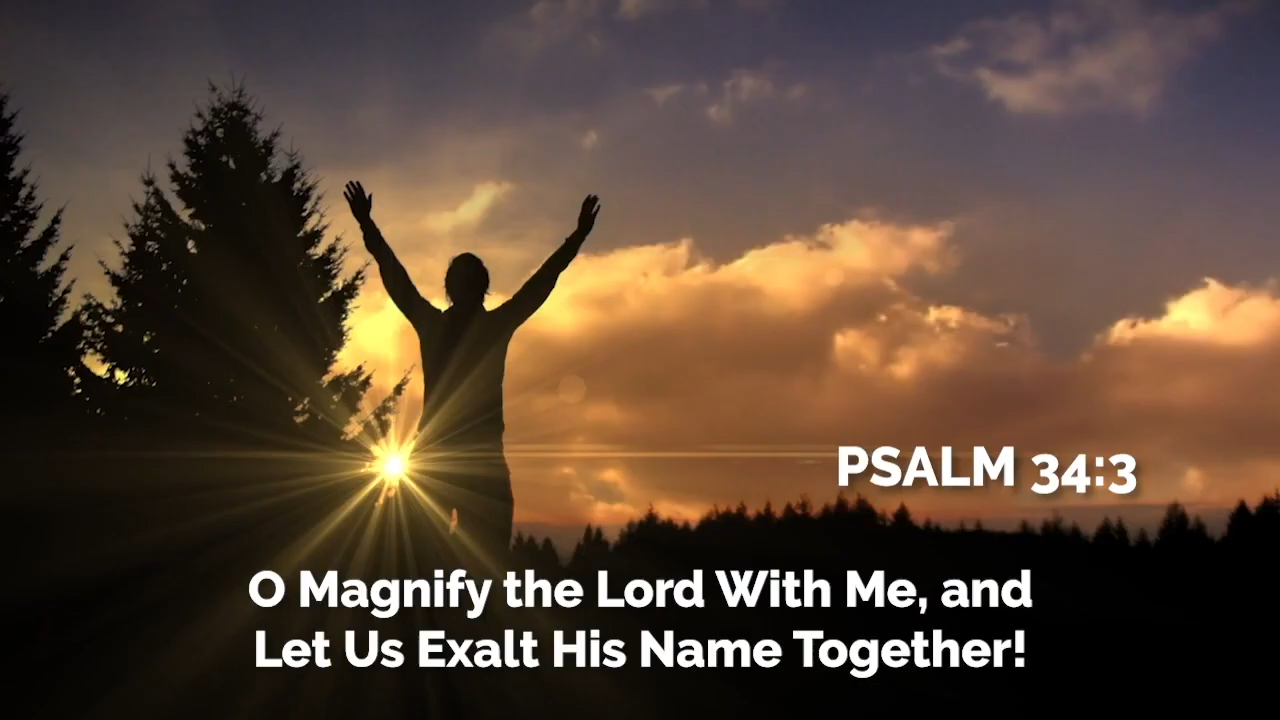 PSALM 34:3
O Magnify the Lord With Me, and
Let Us Exalt His Name Together!